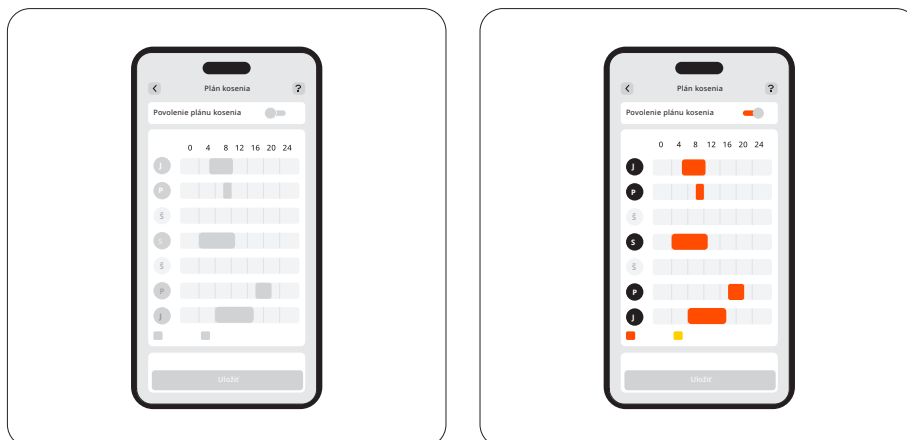 Plán kosenia ?
Povolenie plánu kosenia
0 4 8 12 16 20 24
J
P
S
S
S
P
J
Uložiť
Plán kosenia ?
Povolenie plánu kosenia
0 4 8 12 16 20 24
J
P
S
S
S
P
J
Uložiť